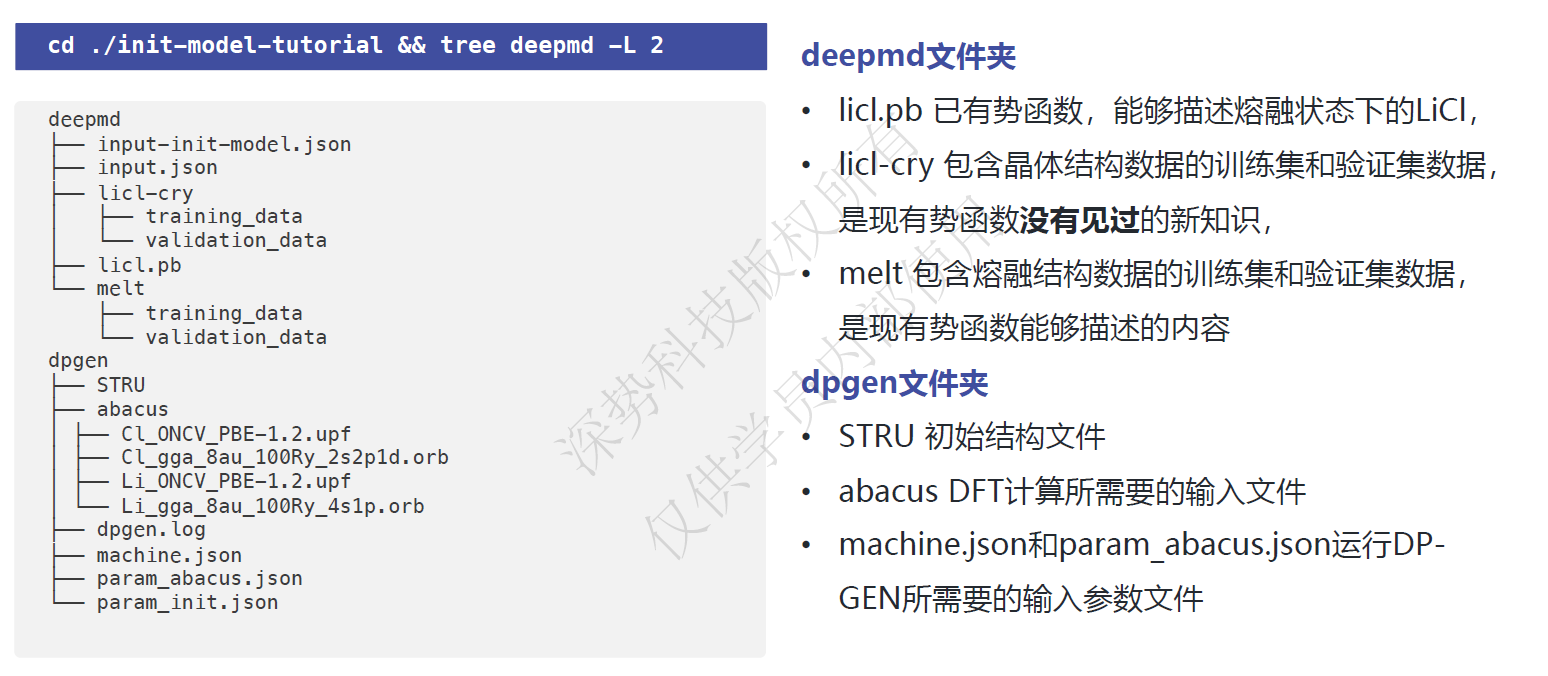 cd ./init-model-tutorial && tree deepmd -L 2
deepmd
├── input-init-model.json
├── input.json
├── licl-cry
│   ├── training_data
│   └── validation_data
├── licl.pb
└── melt
    ├── training_data
    └── validation_data
dpgen
├── STRU
├── abacus
│ ├── Cl_ONCV_PBE-1.2.upf
│ ├── Cl_gga_8au_100Ry_2s2p1d.orb
│ ├── Li_ONCV_PBE-1.2.upf
│ └── Li_gga_8au_100Ry_4s1p.orb
├── dpgen.log
├── machine.json
├── param_abacus.json
└── param_init.json
deepmd文件夹
• licl.pb 已有势函数，能够描述熔融状态下的LiCl，
• licl-cry 包含晶体结构数据的训练集和验证集数据，
是现有势函数没有见过的新知识，
• melt 包含熔融结构数据的训练集和验证集数据，
是现有势函数能够描述的内容
dpgen文件夹
• STRU 初始结构文件
• abacus DFT计算所需要的输入文件
• machine.json和param_abacus.json运行DP-
GEN所需要的输入参数文件
深势科技版权所有
仅供学员内部使用